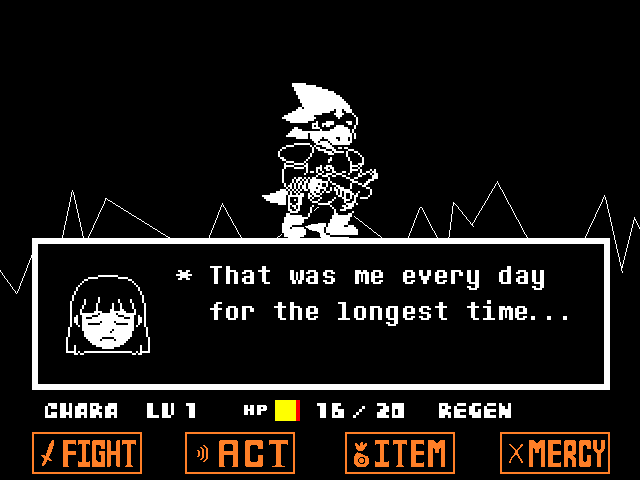 * That was me every day
for the longest time...
CHARA LV 1 HP 16 / 20 REGEN
FIGHT ACT ITEM MERCY